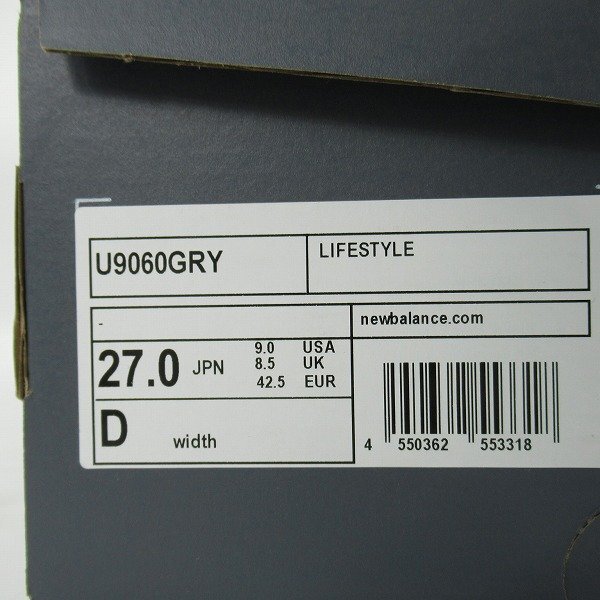 U9060GRY
LIFESTYLE
-
newbalance.com
27.0 JPN
9.0 USA
8.5 UK
42.5 EUR
D width
4 550362 553318